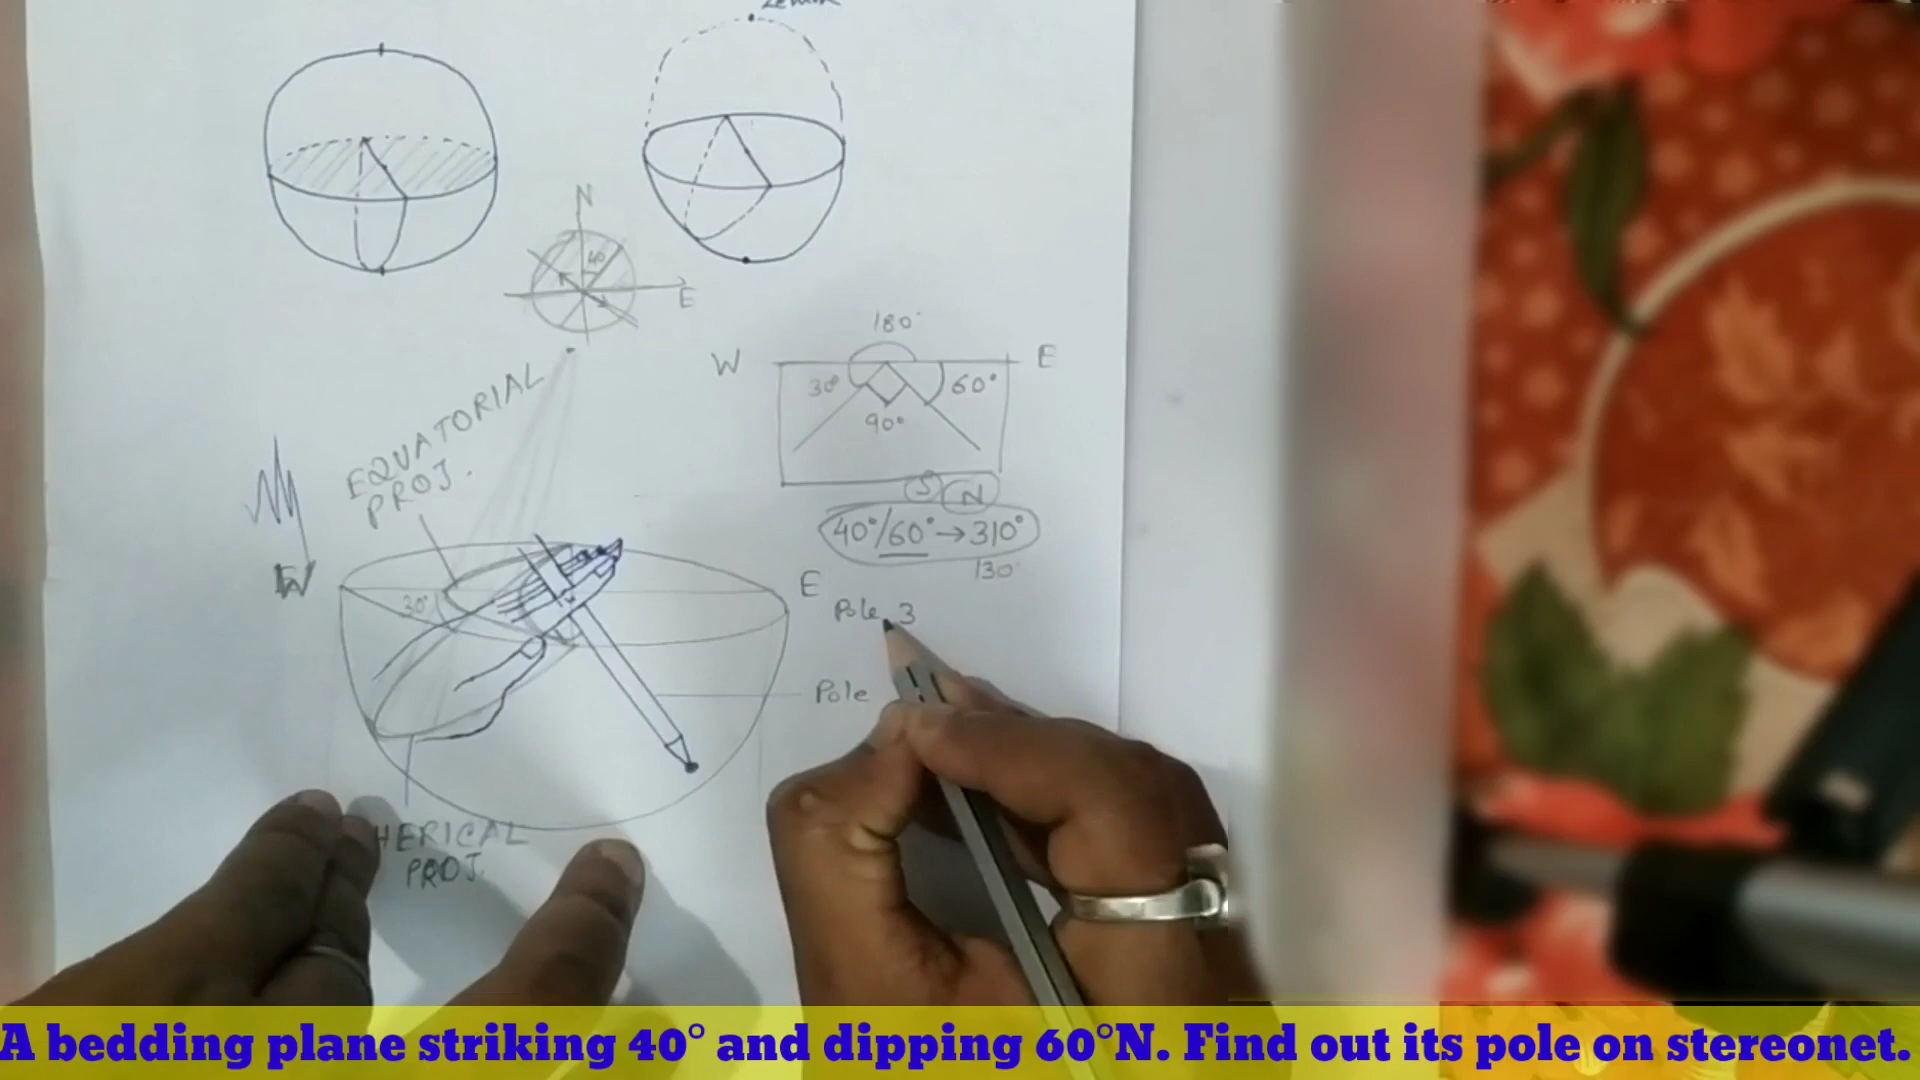 N
40
E
180°
W
E
30°
60°
90°
EQUATORIAL
PROJ.
S N
40°/60° → 310°
130°
W
E
30°
Pole 3
Pole
HERICAL
PROJ.
A bedding plane striking 40° and dipping 60°N. Find out its pole on stereonet.